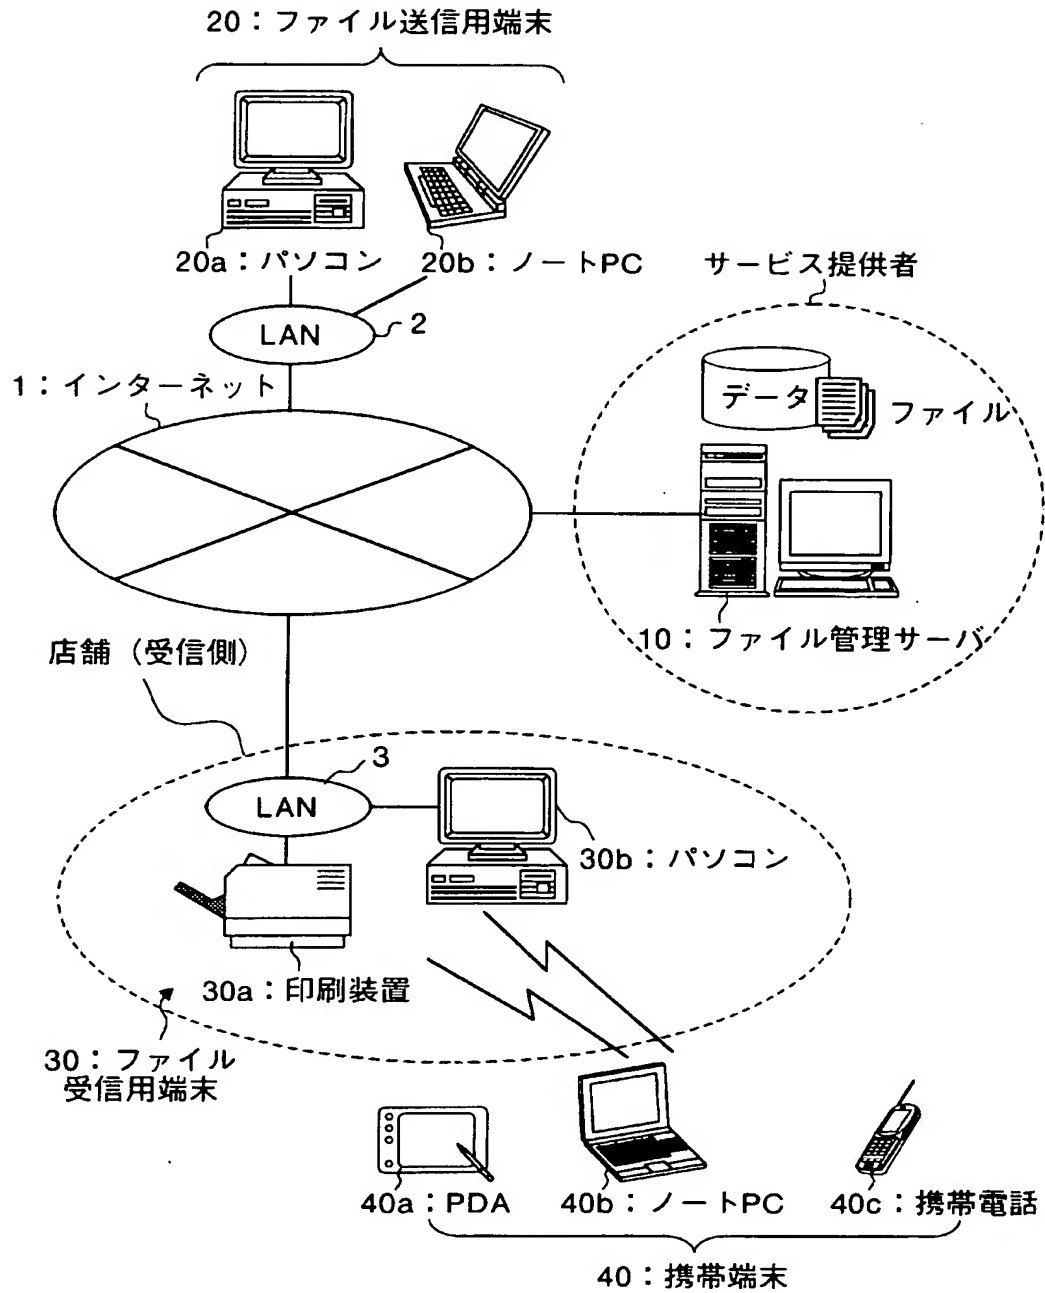 20：ファイル送信用端末
20a：パソコン
20b：ノートPC
サービス提供者
LAN
2
1：インターネット
データ
ファイル
10：ファイル管理サーバ
店舗（受信側）
3
LAN
30b：パソコン
30a：印刷装置
30：ファイル
受信用端末
40a：PDA
40b：ノートPC
40c：携帯電話
40：携帯端末